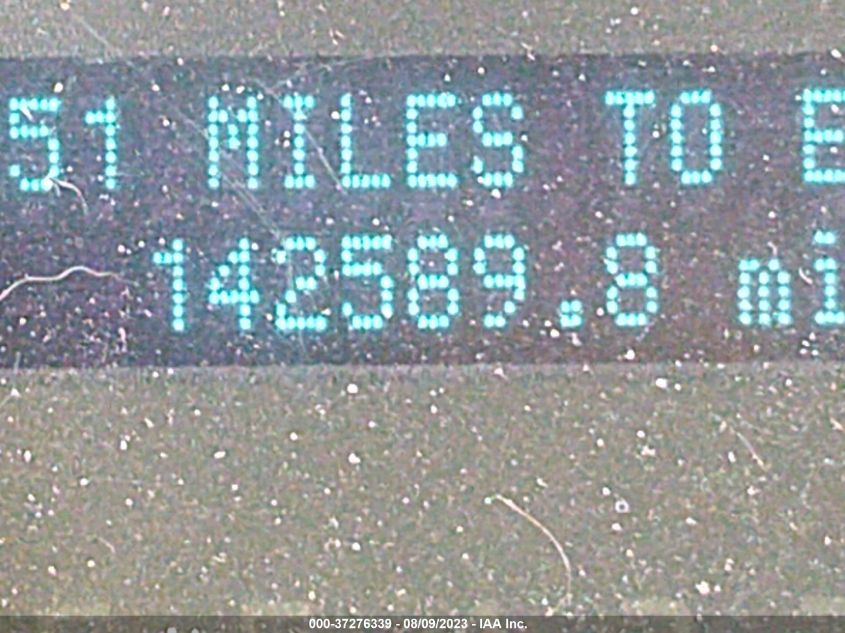 51 MILES TO E
142589.8 mi
000-37276339 - 08/09/2023 - IAA Inc.